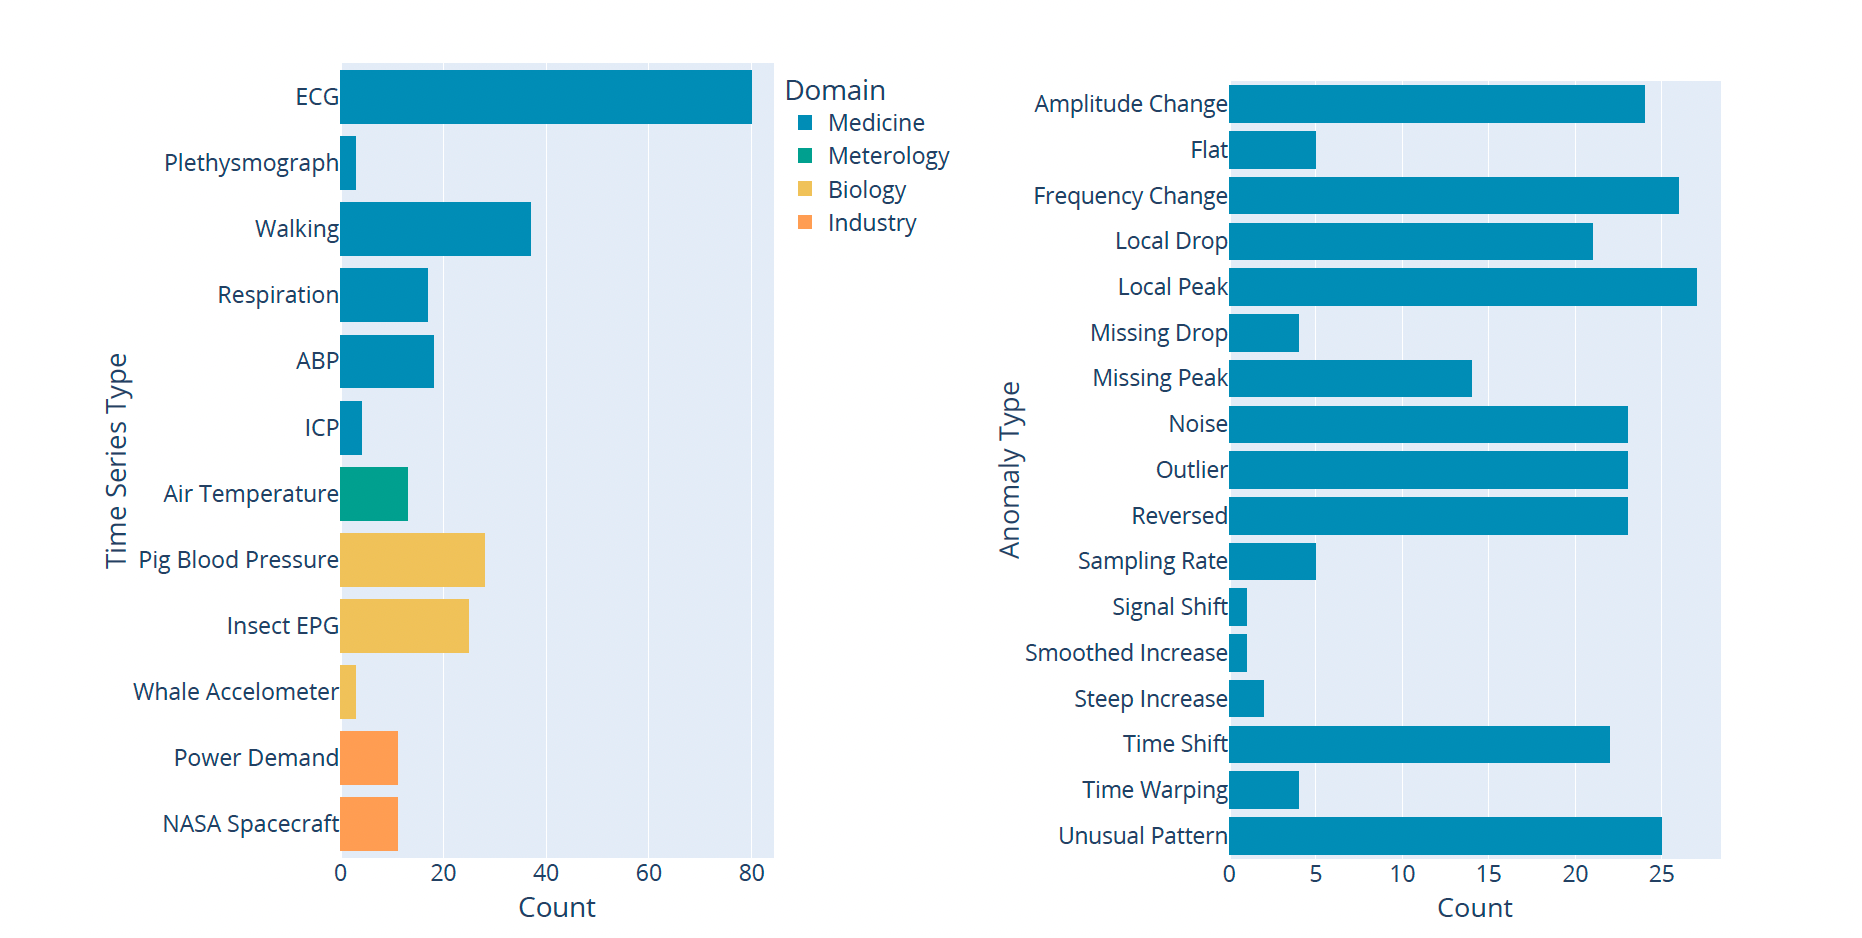 ECG
Plethysmograph
Walking
Respiration
ABP
ICP
Air Temperature
Pig Blood Pressure
Insect EPG
Whale Accelometer
Power Demand
NASA Spacecraft
Time Series Type
0 20 40 60 80
Count
Domain
Medicine
Meterology
Biology
Industry
Amplitude Change
Flat
Frequency Change
Local Drop
Local Peak
Missing Drop
Missing Peak
Noise
Outlier
Reversed
Sampling Rate
Signal Shift
Smoothed Increase
Steep Increase
Time Shift
Time Warping
Unusual Pattern
Anomaly Type
0 5 10 15 20 25
Count